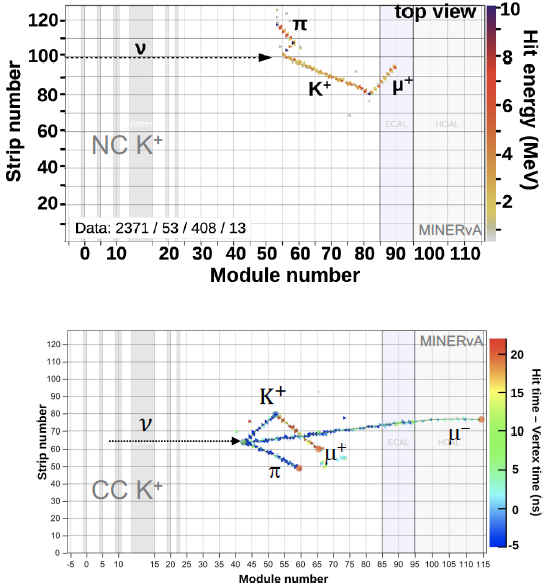 top view
120
100
80
60
40
20
Strip number
π
ν
K⁺
μ⁺
ECAL
HCAL
NC K⁺
Data: 2371 / 53 / 408 / 13
MINERvA
0 10 20 30 40 50 60 70 80 90 100 110
Module number
10
8
6
4
2
Hit energy (MeV)
MINERvA
120
110
100
90
80
70
60
50
40
30
20
10
0
Strip number
K⁺
ν
μ⁺
π
μ⁻
ECAL
CC K⁺
-5 0 5 10 15 20 25 30 35 40 45 50 55 60 65 70 75 80 85 90 95 100 105 110 115
Module number
20
15
10
5
0
-5
Hit time – Vertex time (ns)